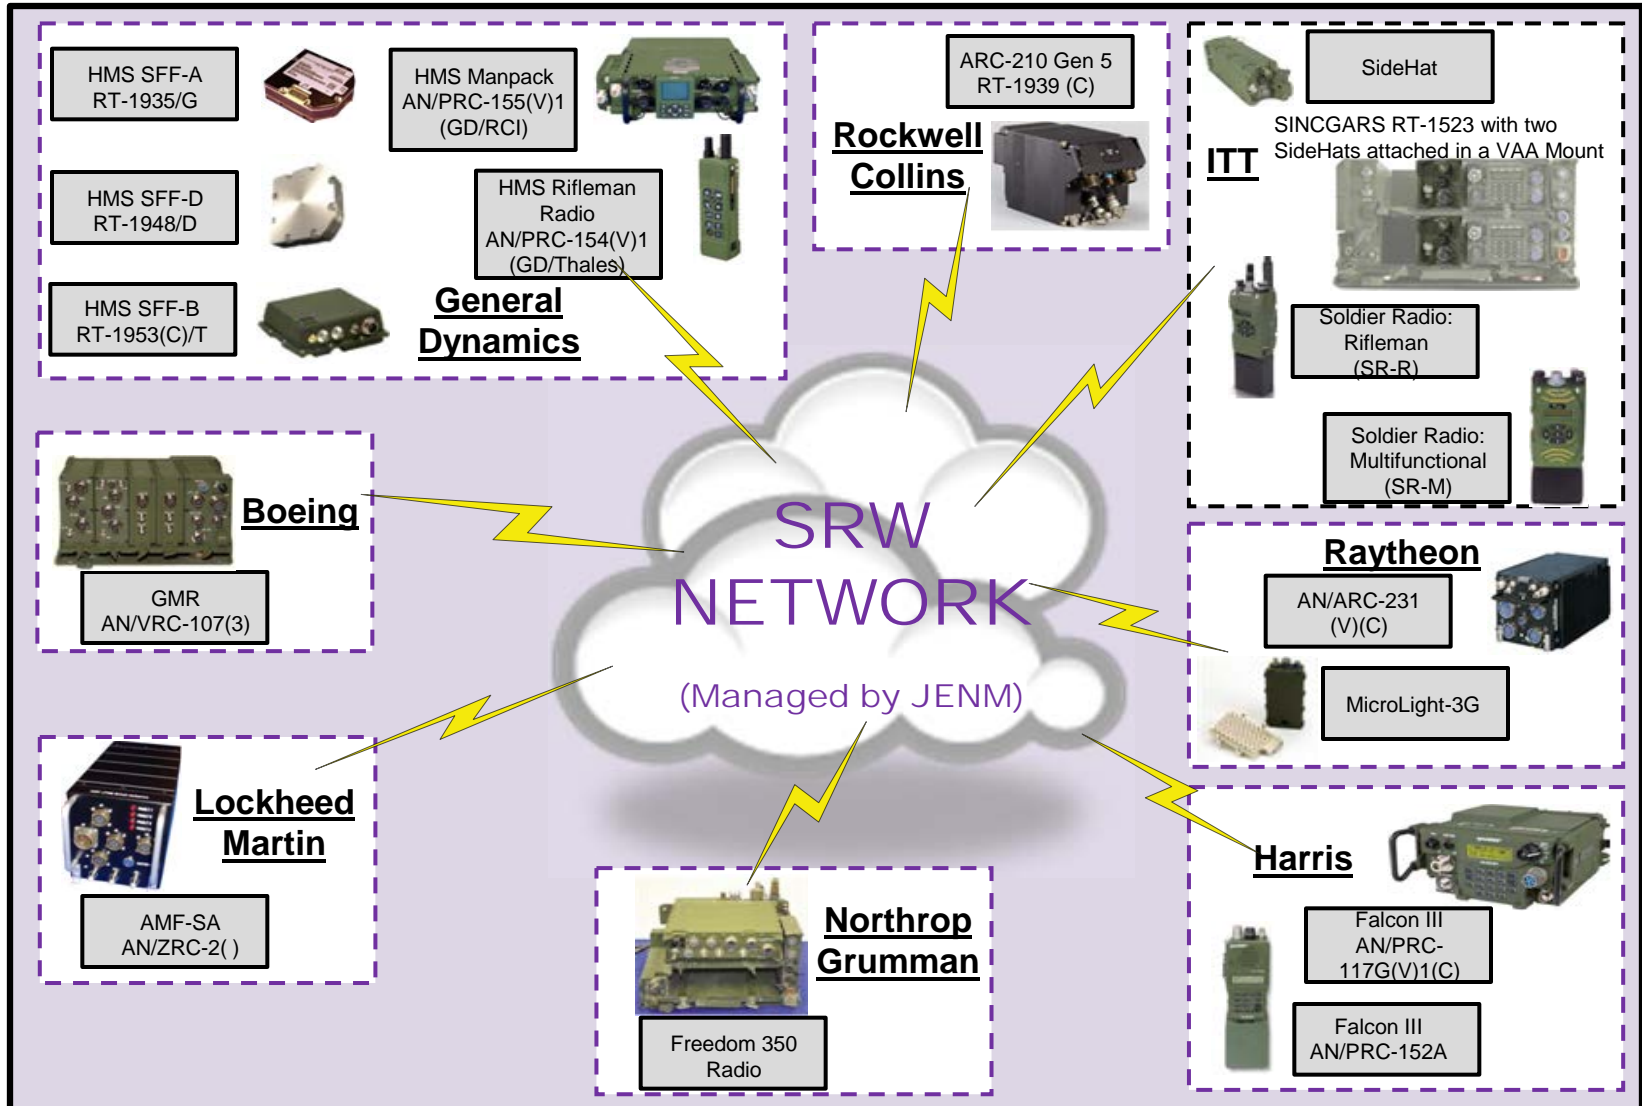 HMS SFF-A
RT-1935/G
HMS Manpack
AN/PRC-155(V)1
(GD/RCI)
HMS SFF-D
RT-1948/D
HMS Rifleman
Radio
AN/PRC-154(V)1
(GD/Thales)
HMS SFF-B
RT-1953(C)/T
General
Dynamics
ARC-210 Gen 5
RT-1939 (C)
Rockwell
Collins
SideHat
SINCGARS RT-1523 with two
SideHats attached in a VAA Mount
ITT
Soldier Radio:
Rifleman
(SR-R)
Soldier Radio:
Multifunctional
(SR-M)
Boeing
GMR
AN/VRC-107(3)
SRW
NETWORK
(Managed by JENM)
Raytheon
AN/ARC-231
(V)(C)
MicroLight-3G
Lockheed
Martin
AMF-SA
AN/ZRC-2( )
Northrop
Grumman
Freedom 350
Radio
Harris
Falcon III
AN/PRC-
117G(V)1(C)
Falcon III
AN/PRC-152A